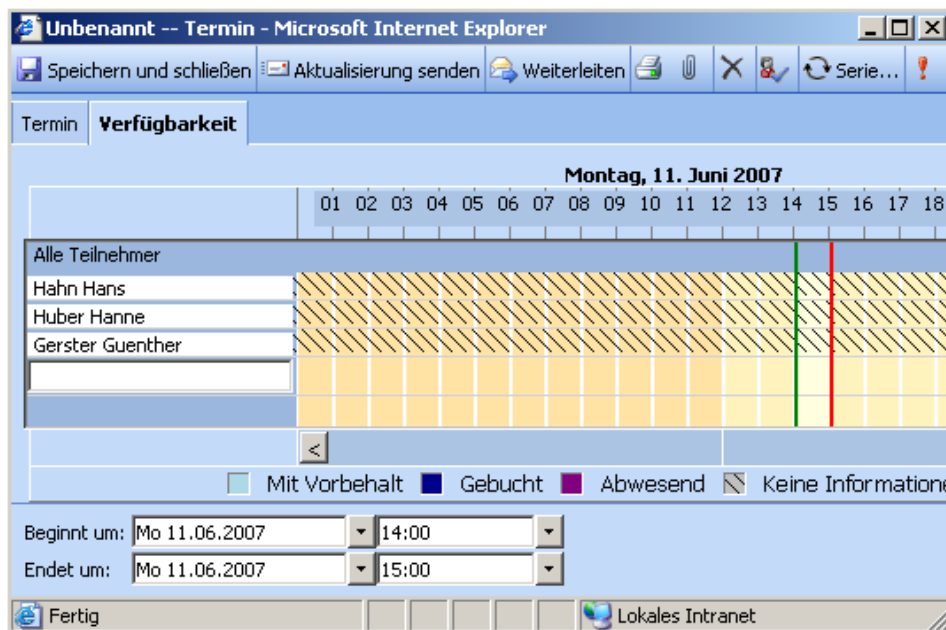 Unbenannt -- Termin - Microsoft Internet Explorer
Speichern und schließen Aktualisierung senden Weiterleiten Serie...
Termin Verfügbarkeit
Montag, 11. Juni 2007
01 02 03 04 05 06 07 08 09 10 11 12 13 14 15 16 17 18
Alle Teilnehmer
Hahn Hans
Huber Hanne
Gerster Guenther
<
Mit Vorbehalt Gebucht Abwesend Keine Informatione
Beginnt um: Mo 11.06.2007 14:00
Endet um: Mo 11.06.2007 15:00
Fertig Lokales Intranet